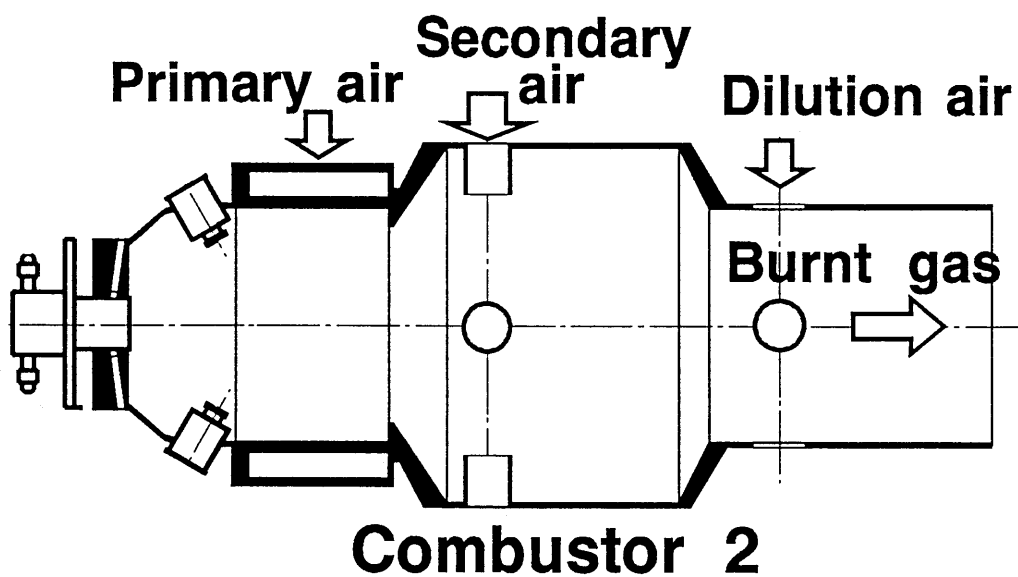 Secondary
air
Primary air
Dilution air
Burnt gas
Combustor 2